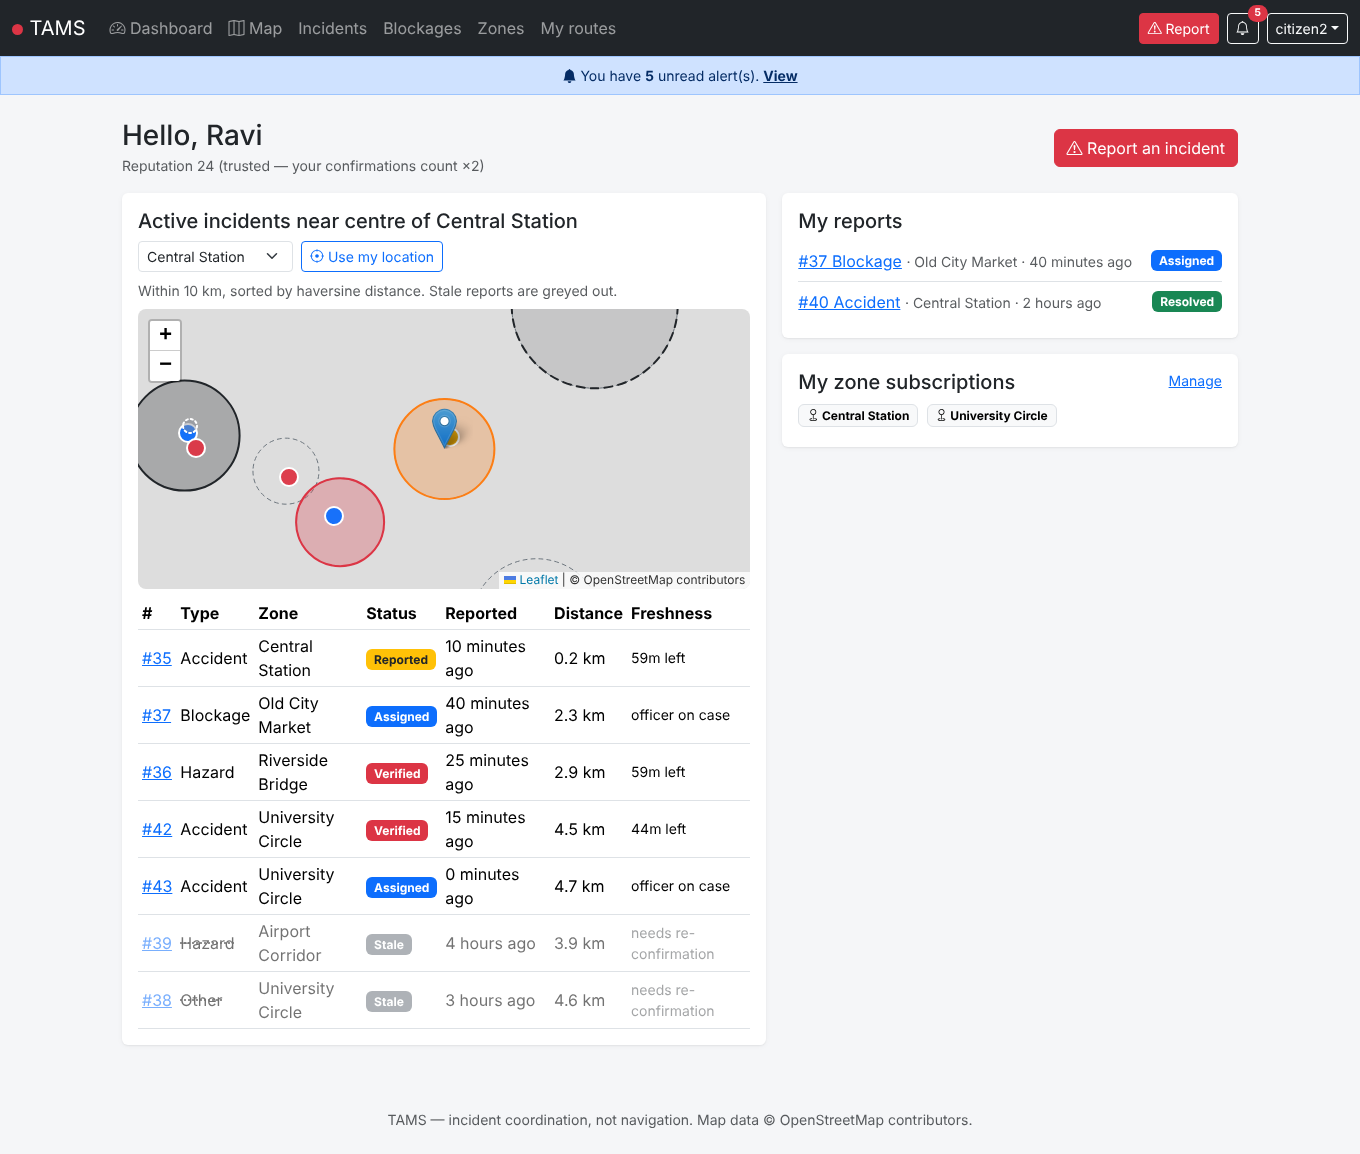 TAMS Dashboard Map Incidents Blockages Zones My routes Report 5 citizen2
You have 5 unread alert(s). View
Hello, Ravi
Reputation 24 (trusted — your confirmations count ×2)
Report an incident
Active incidents near centre of Central Station
Central Station Use my location
Within 10 km, sorted by haversine distance. Stale reports are greyed out.
+
−
Leaflet | © OpenStreetMap contributors
# Type Zone Status Reported Distance Freshness
#35 Accident Central Station Reported 10 minutes ago 0.2 km 59m left
#37 Blockage Old City Market Assigned 40 minutes ago 2.3 km officer on case
#36 Hazard Riverside Bridge Verified 25 minutes ago 2.9 km 59m left
#42 Accident University Circle Verified 15 minutes ago 4.5 km 44m left
#43 Accident University Circle Assigned 0 minutes ago 4.7 km officer on case
#39 Hazard Airport Corridor Stale 4 hours ago 3.9 km needs re-confirmation
#38 Other University Circle Stale 3 hours ago 4.6 km needs re-confirmation
My reports
#37 Blockage · Old City Market · 40 minutes ago Assigned
#40 Accident · Central Station · 2 hours ago Resolved
My zone subscriptions Manage
Central Station University Circle
TAMS — incident coordination, not navigation. Map data © OpenStreetMap contributors.